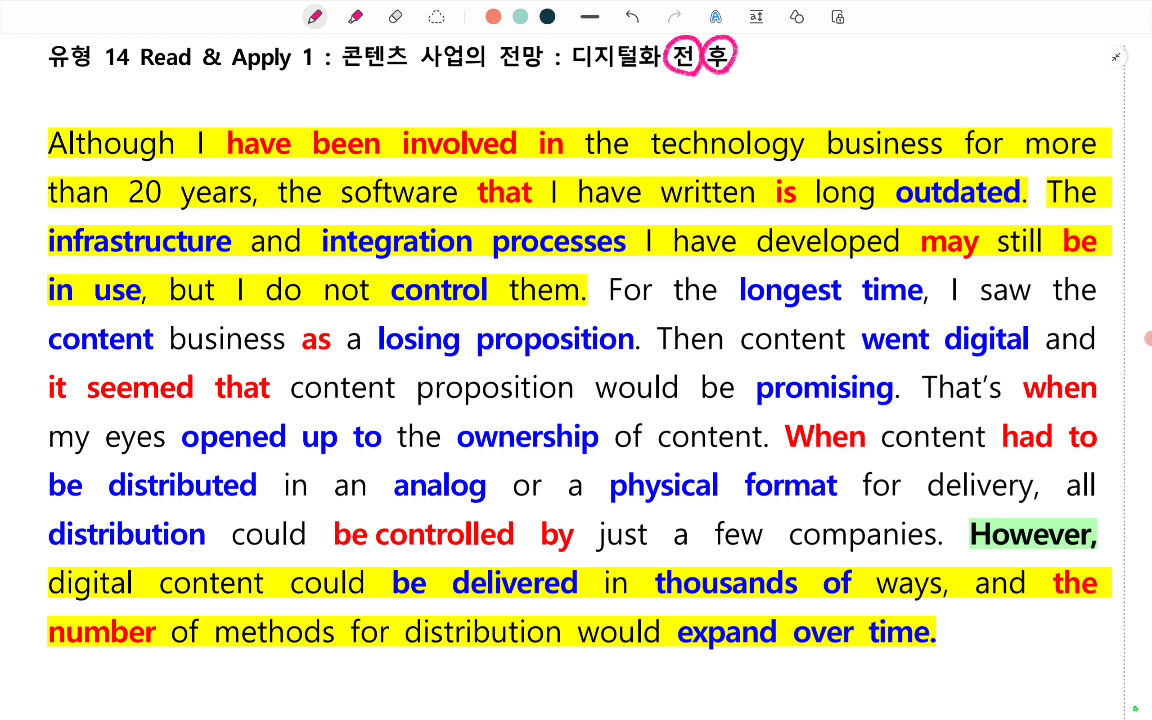 유형 14 Read & Apply 1 : 콘텐츠 사업의 전망 : 디지털화 전 후
Although I have been involved in the technology business for more
than 20 years, the software that I have written is long outdated. The
infrastructure and integration processes I have developed may still be
in use, but I do not control them. For the longest time, I saw the
content business as a losing proposition. Then content went digital and
it seemed that content proposition would be promising. That’s when
my eyes opened up to the ownership of content. When content had to
be distributed in an analog or a physical format for delivery, all
distribution could be controlled by just a few companies. However,
digital content could be delivered in thousands of ways, and the
number of methods for distribution would expand over time.